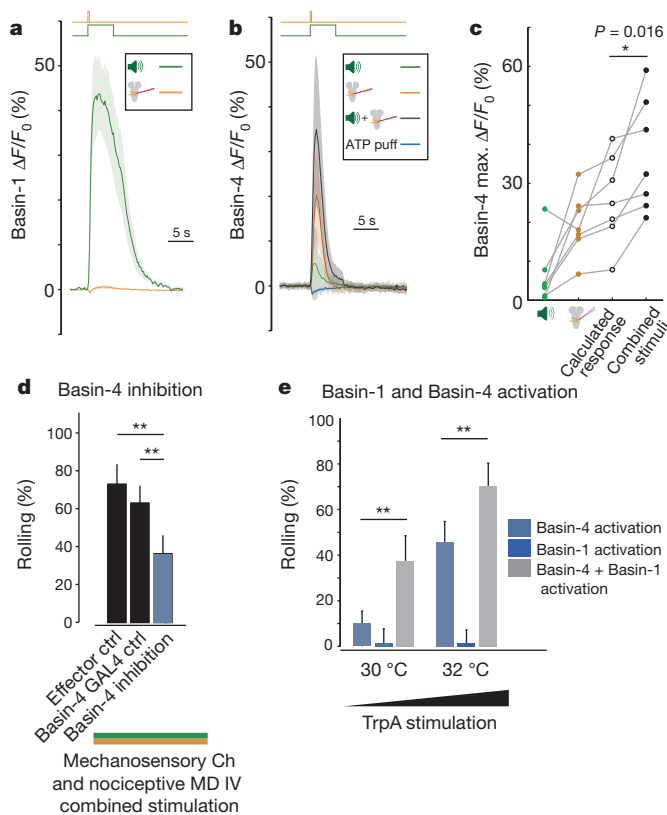 a
Basin-1 ΔF/F0 (%)
50
0
5 s
b
Basin-4 ΔF/F0 (%)
50
0
+
ATP puff
5 s
c
P = 0.016
*
Basin-4 max. ΔF/F0 (%)
60
30
0
Calculated
response
Combined
stimuli
d
Basin-4 inhibition
**
**
Rolling (%)
100
80
60
40
20
0
Effector ctrl
Basin-4 GAL4 ctrl
Basin-4 inhibition
Mechanosensory Ch
and nociceptive MD IV
combined stimulation
e
Basin-1 and Basin-4 activation
**
**
Rolling (%)
100
80
60
40
20
0
30 °C
32 °C
TrpA stimulation
Basin-4 activation
Basin-1 activation
Basin-4 + Basin-1
activation